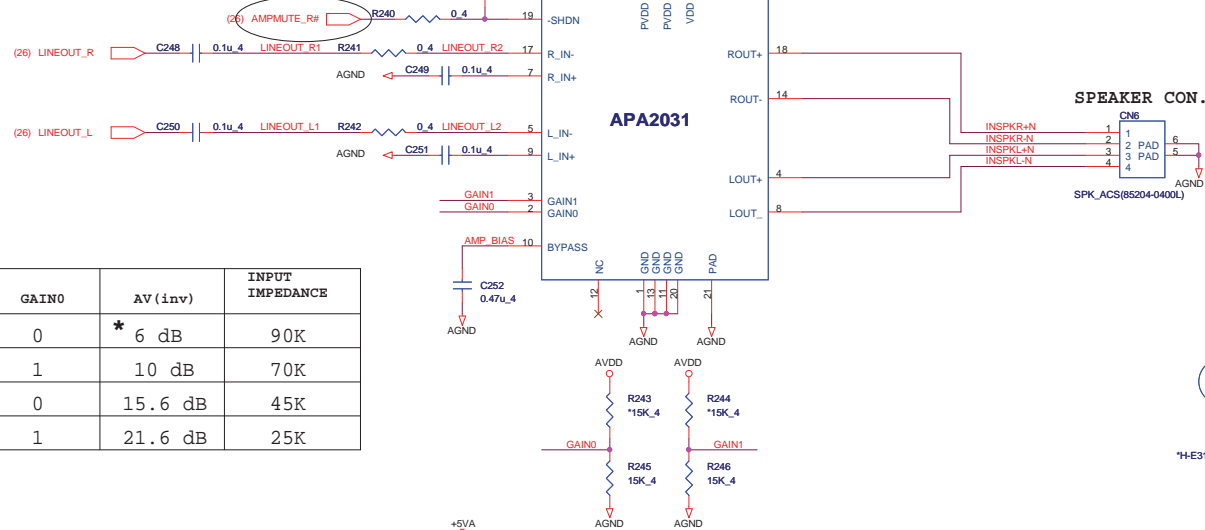 (26) AMPMUTE_R# R240 0_4 19 -SHDN PVDD PVDD VDD
(26) LINEOUT_R C248 0.1u_4 LINEOUT_R1 R241 0_4 LINEOUT_R2 17 R_IN- ROUT+ 18
AGND C249 0.1u_4 7 R_IN+
ROUT- 14
SPEAKER CON.
CN6
APA2031
(26) LINEOUT_L C250 0.1u_4 LINEOUT_L1 R242 0_4 LINEOUT_L2 5 L_IN-
INSPKR+N 1 1
INSPKR-N 2 2 PAD 6
INSPKL+N 3 3 PAD 5
INSPKL-N 4 4
AGND C251 0.1u_4 9 L_IN+
LOUT+ 4
AGND
SPK_ACS(85204-0400L)
GAIN1 3 GAIN1
GAIN0 2 GAIN0
LOUT_ 8
AMP_BIAS 10 BYPASS
NC GND GND GND GND PAD
12 1 13 11 20 21
C252
0.47u_4
AGND
AGND AGND
GAIN0 AV(inv) INPUT IMPEDANCE
0 * 6 dB 90K
1 10 dB 70K
0 15.6 dB 45K
1 21.6 dB 25K
AVDD AVDD
R243 R244
*15K_4 *15K_4
GAIN0 GAIN1
R245 R246
15K_4 15K_4
*H-E31
+5VA AGND AGND